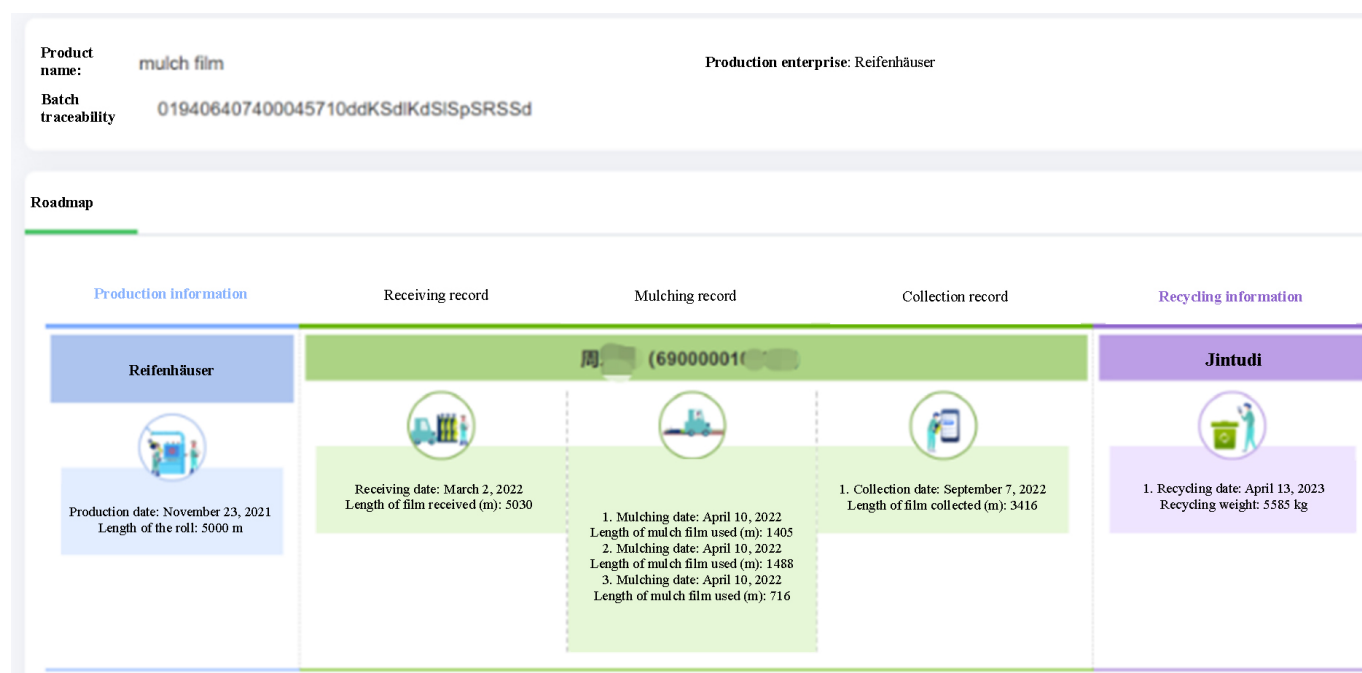 Product
name:
mulch film
Production enterprise: Reifenhäuser
Batch
traceability
019406407400045710ddKSdlKdSlSpSRSSd
Roadmap
Production information
Receiving record
Mulching record
Collection record
Recycling information
Reifenhäuser
周 (69000001
Jintudi
Production date: November 23, 2021
Length of the roll: 5000 m
Receiving date: March 2, 2022
Length of film received (m): 5030
1. Mulching date: April 10, 2022
Length of mulch film used (m): 1405
2. Mulching date: April 10, 2022
Length of mulch film used (m): 1488
3. Mulching date: April 10, 2022
Length of mulch film used (m): 716
1. Collection date: September 7, 2022
Length of film collected (m): 3416
1. Recycling date: April 13, 2023
Recycling weight: 5585 kg